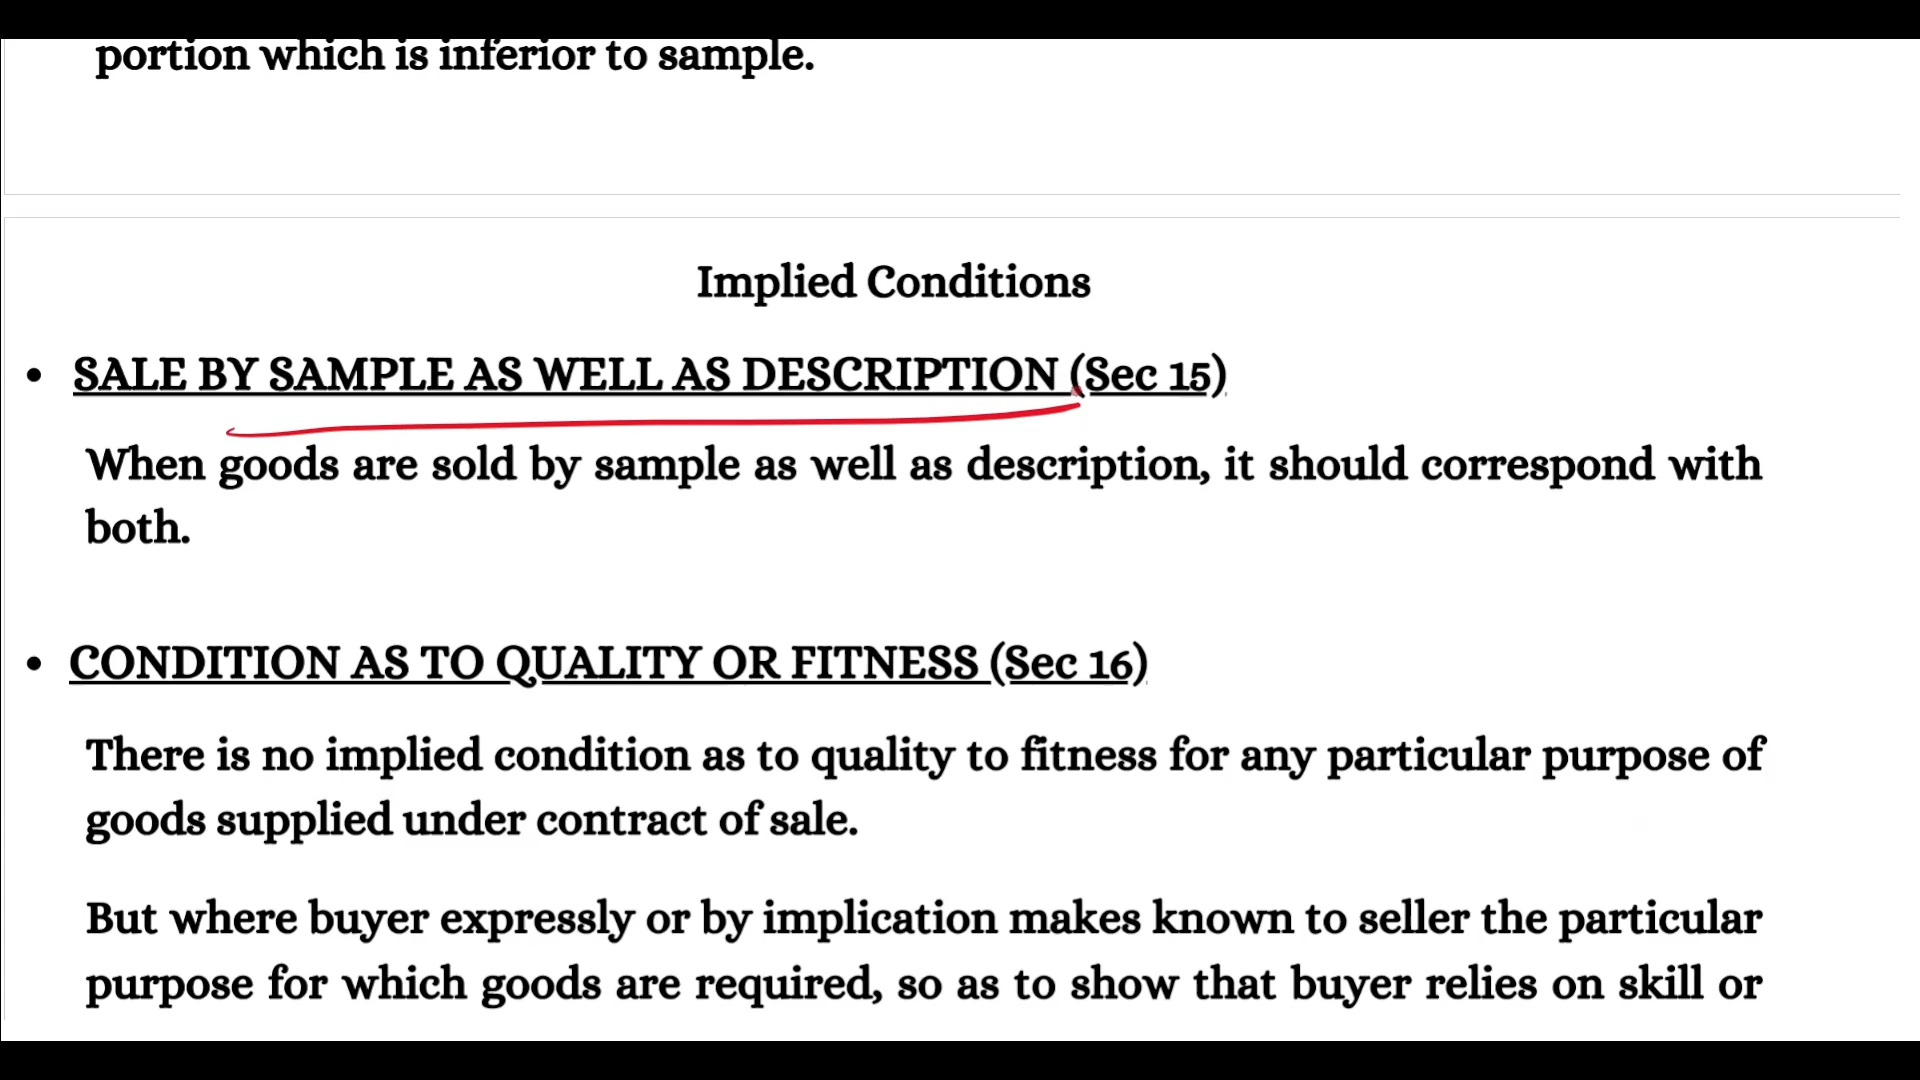 portion which is inferior to sample.
Implied Conditions
• SALE BY SAMPLE AS WELL AS DESCRIPTION (Sec 15)
When goods are sold by sample as well as description, it should correspond with
both.
• CONDITION AS TO QUALITY OR FITNESS (Sec 16)
There is no implied condition as to quality to fitness for any particular purpose of
goods supplied under contract of sale.
But where buyer expressly or by implication makes known to seller the particular
purpose for which goods are required, so as to show that buyer relies on skill or